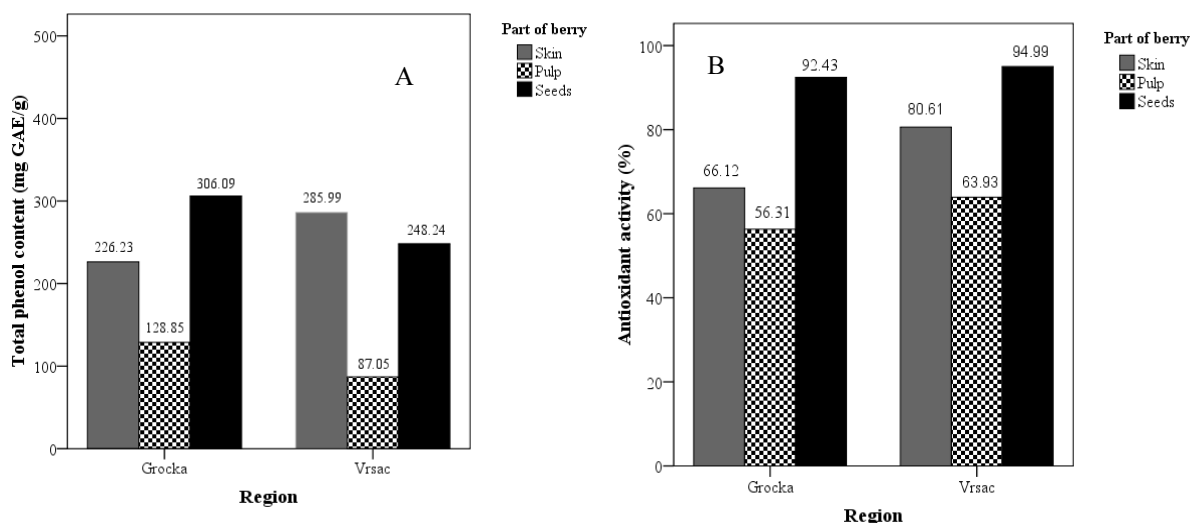 Total phenol content (mg GAE/g)
500
400
300
200
100
0
226.23
128.85
306.09
285.99
87.05
248.24
Grocka
Vrsac
Region
A
Part of berry
Skin
Pulp
Seeds
Antioxidant activity (%)
100
80
60
40
20
0
66.12
56.31
92.43
80.61
63.93
94.99
Grocka
Vrsac
Region
B
Part of berry
Skin
Pulp
Seeds